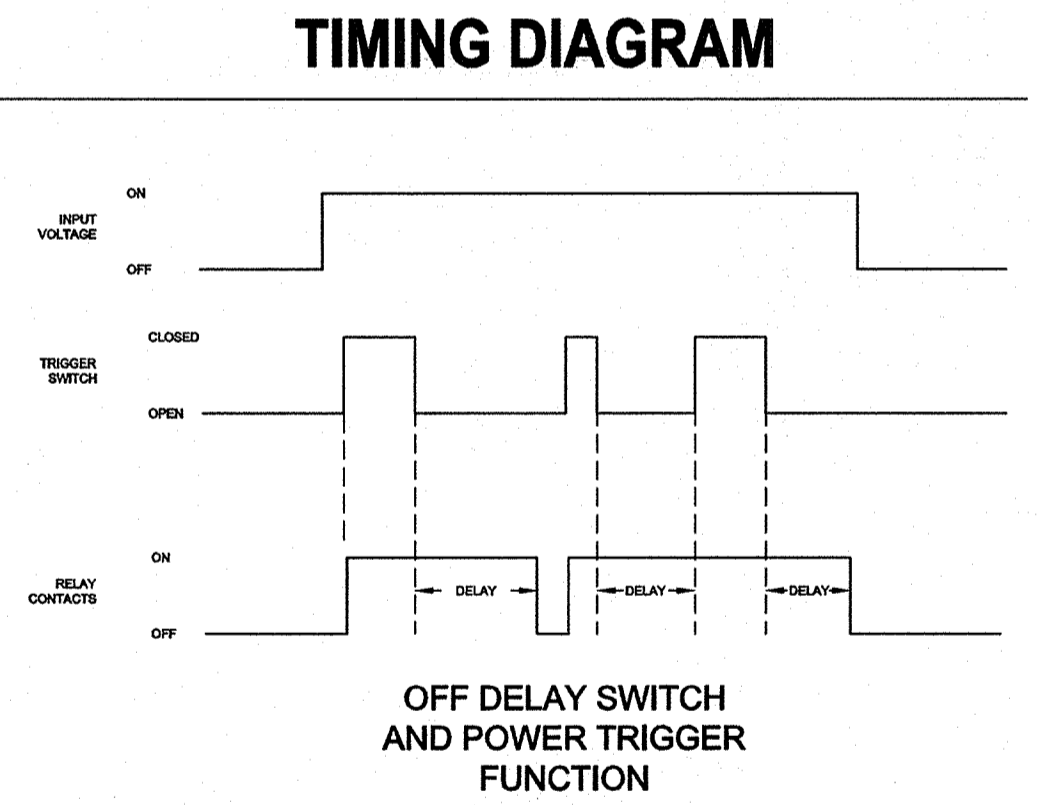 TIMING DIAGRAM
ON
INPUT
VOLTAGE
OFF
CLOSED
TRIGGER
SWITCH
OPEN
ON
RELAY
CONTACTS
DELAY
DELAY
DELAY
OFF
OFF DELAY SWITCH
AND POWER TRIGGER
FUNCTION